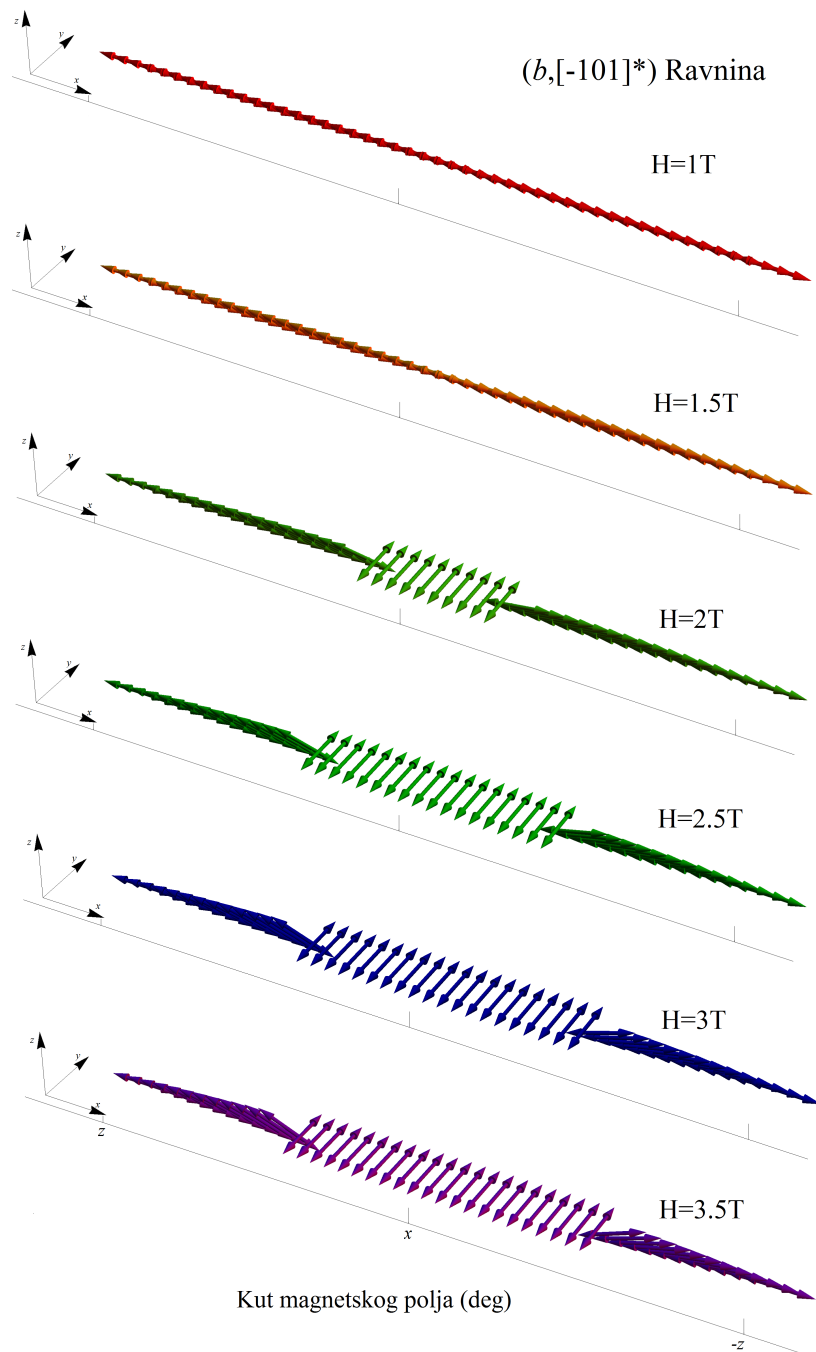 z
y
x
(b,[-101]*) Ravnina
H=1T
z
y
x
H=1.5T
z
y
x
H=2T
z
y
x
H=2.5T
z
y
x
H=3T
z
y
x
z
H=3.5T
x
Kut magnetskog polja (deg)
-z